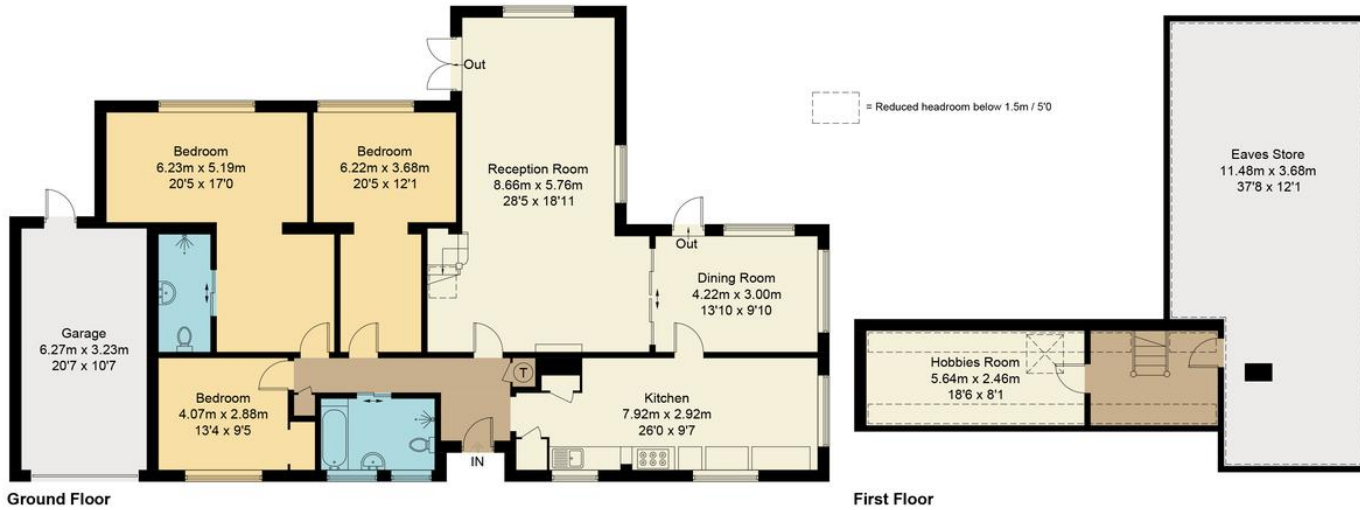 Out
= Reduced headroom below 1.5m / 5'0
Bedroom
6.23m x 5.19m
20'5 x 17'0
Bedroom
6.22m x 3.68m
20'5 x 12'1
Reception Room
8.66m x 5.76m
28'5 x 18'11
Eaves Store
11.48m x 3.68m
37'8 x 12'1
Out
Dining Room
4.22m x 3.00m
13'10 x 9'10
Garage
6.27m x 3.23m
20'7 x 10'7
Bedroom
4.07m x 2.88m
13'4 x 9'5
T
Kitchen
7.92m x 2.92m
26'0 x 9'7
Hobbies Room
5.64m x 2.46m
18'6 x 8'1
IN
Ground Floor
First Floor